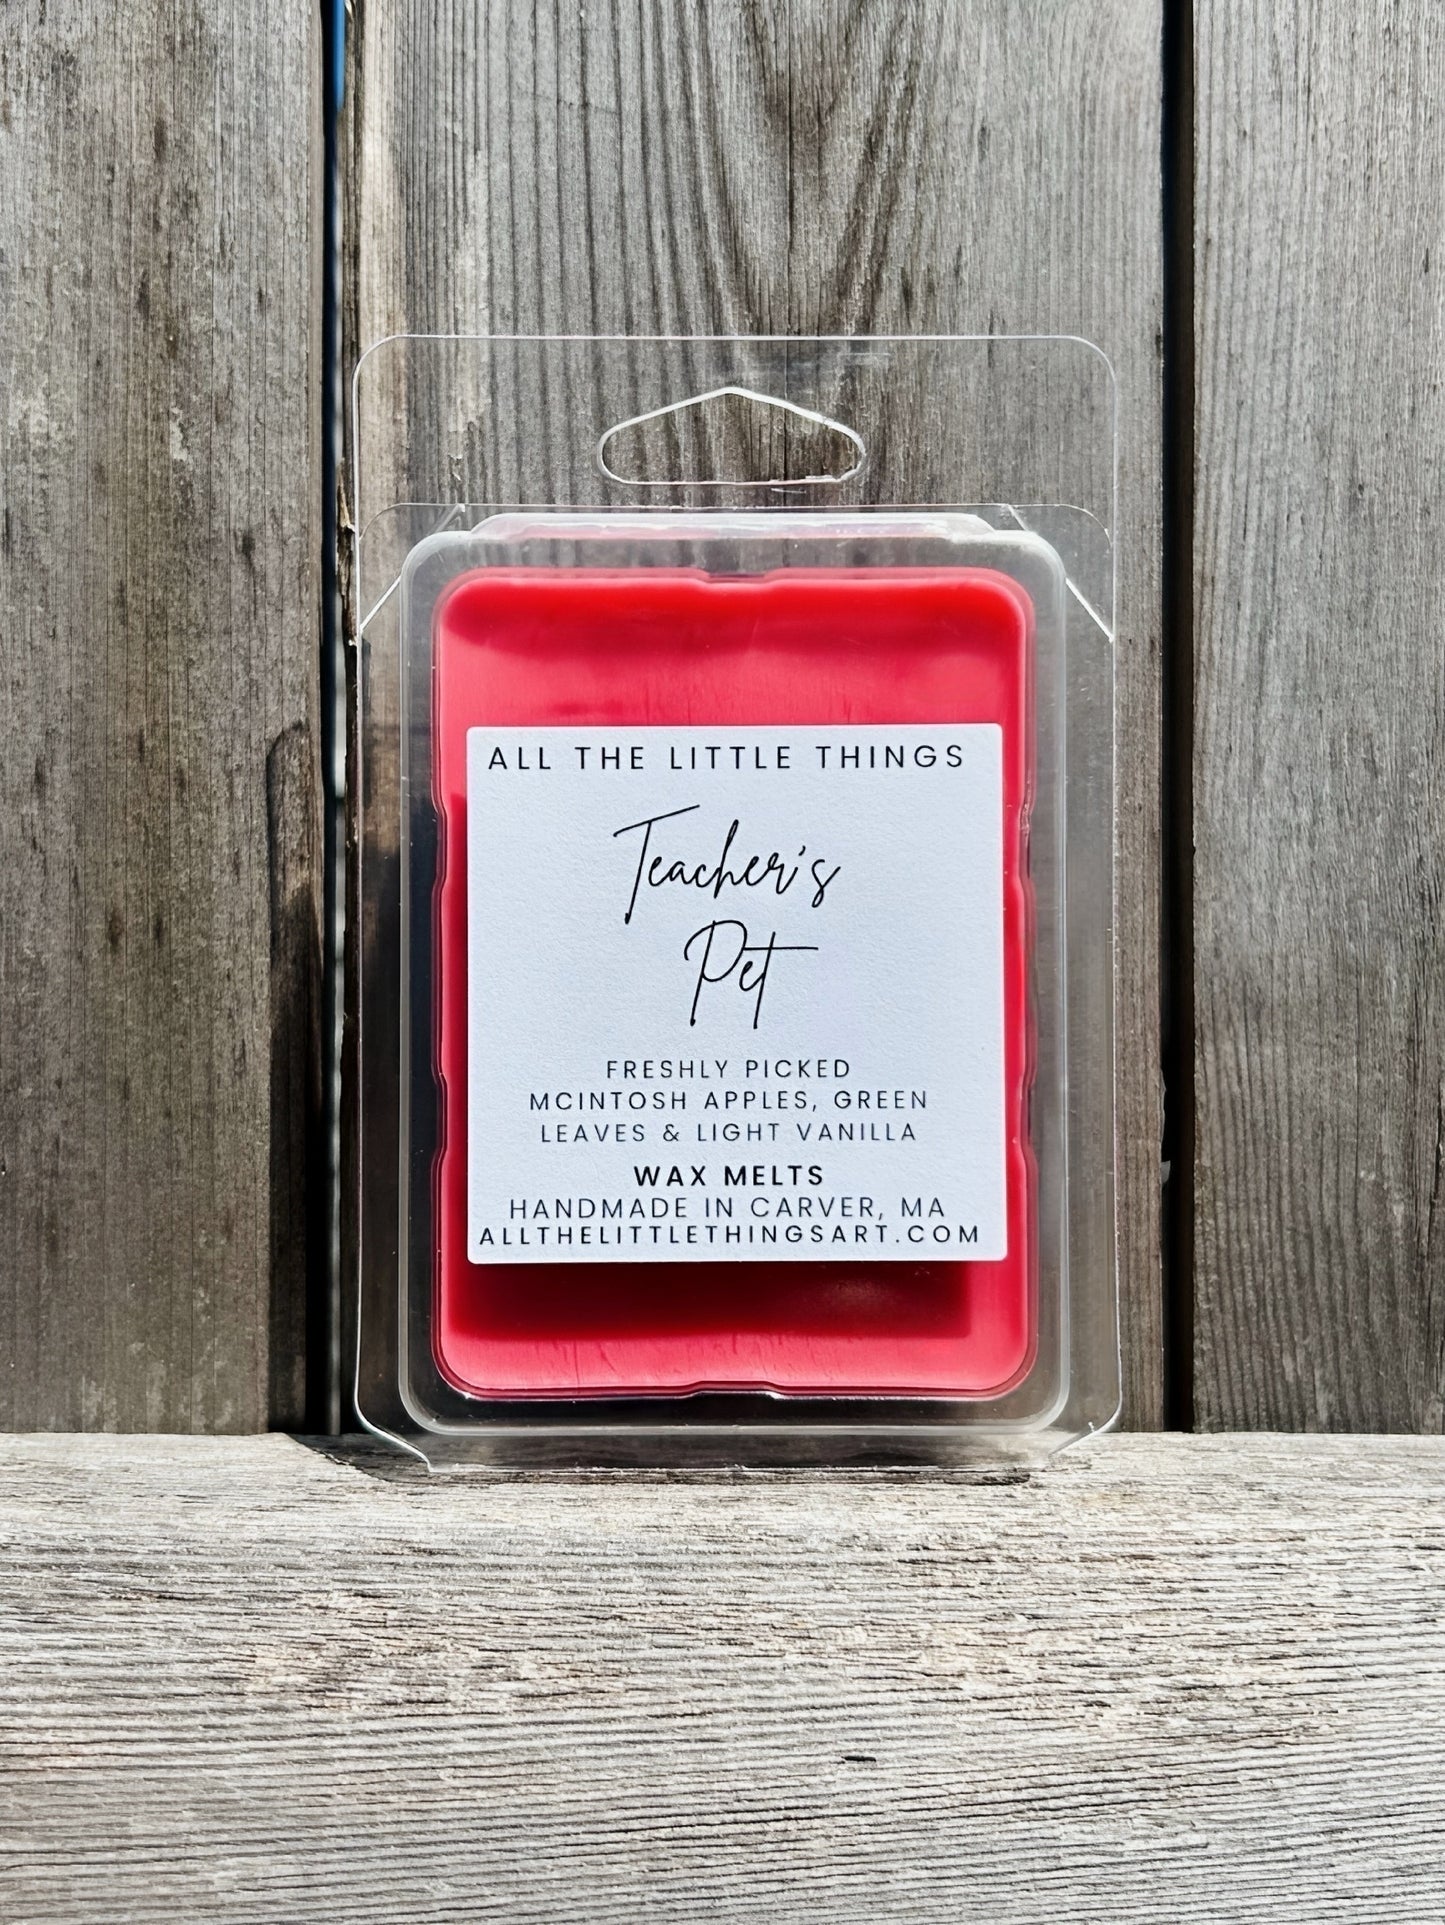 ALL THE LITTLE THINGS
Teacher's
Pet
FRESHLY PICKED
MCINTOSH APPLES, GREEN
LEAVES & LIGHT VANILLA
WAX MELTS
HANDMADE IN CARVER, MA
ALLTHELITTLETHINGSART.COM